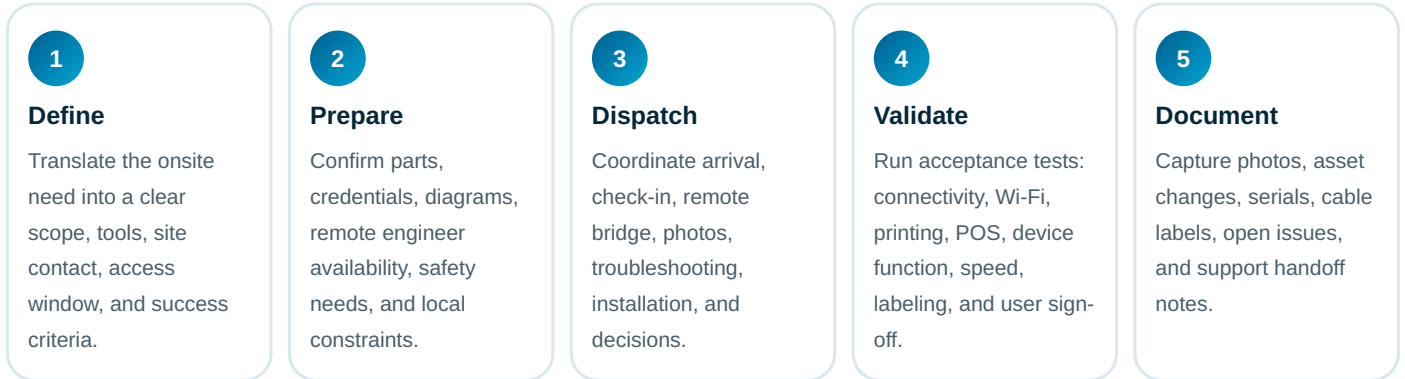 1
Define
Translate the onsite
need into a clear
scope, tools, site
contact, access
window, and success
criteria.
2
Prepare
Confirm parts,
credentials, diagrams,
remote engineer
availability, safety
needs, and local
constraints.
3
Dispatch
Coordinate arrival,
check-in, remote
bridge, photos,
troubleshooting,
installation, and
decisions.
4
Validate
Run acceptance tests:
connectivity, Wi-Fi,
printing, POS, device
function, speed,
labeling, and user sign-
off.
5
Document
Capture photos, asset
changes, serials, cable
labels, open issues,
and support handoff
notes.